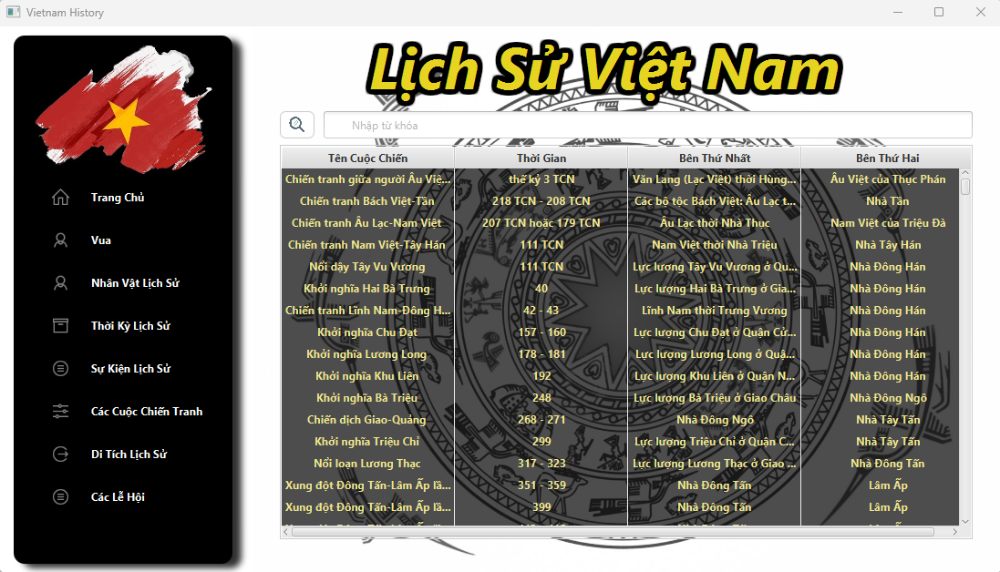 Vietnam History
Lịch Sử Việt Nam
Trang Chủ
Vua
Nhân Vật Lịch Sử
Thời Kỳ Lịch Sử
Sự Kiện Lịch Sử
Các Cuộc Chiến Tranh
Di Tích Lịch Sử
Các Lễ Hội
Nhập từ khóa
Tên Cuộc Chiến Thời Gian Bên Thứ Nhất Bên Thứ Hai
Chiến tranh giữa người Âu Việ... thế kỷ 3 TCN Văn Lang (Lạc Việt) thời Hùng... Âu Việt của Thục Phán
Chiến tranh Bách Việt-Tần 218 TCN - 208 TCN Các bộ tộc Bách Việt: Âu Lạc t... Nhà Tần
Chiến tranh Âu Lạc-Nam Việt 207 TCN hoặc 179 TCN Âu Lạc thời Nhà Thục Nam Việt của Triệu Đà
Chiến tranh Nam Việt-Tây Hán 111 TCN Nam Việt thời Nhà Triệu Nhà Tây Hán
Nổi dậy Tây Vu Vương 111 TCN Lực lượng Tây Vu Vương ở Qu... Nhà Đông Hán
Khởi nghĩa Hai Bà Trưng 40 Lực lượng Hai Bà Trưng ở Gia... Nhà Đông Hán
Chiến tranh Lĩnh Nam-Đông H... 42 - 43 Lĩnh Nam thời Trưng Vương Nhà Đông Hán
Khởi nghĩa Chu Đạt 157 - 160 Lực lượng Chu Đạt ở Quận Cử... Nhà Đông Hán
Khởi nghĩa Lương Long 178 - 181 Lực lượng Lương Long ở Quậ... Nhà Đông Hán
Khởi nghĩa Khu Liên 192 Lực lượng Khu Liên ở Quận N... Nhà Đông Hán
Khởi nghĩa Bà Triệu 248 Lực lượng Bà Triệu ở Giao Châu Nhà Đông Ngô
Chiến dịch Giao-Quảng 268 - 271 Nhà Đông Ngô Nhà Tây Tấn
Khởi nghĩa Triệu Chỉ 299 Lực lượng Triệu Chỉ ở Quận C... Nhà Tây Tấn
Nổi loạn Lương Thạc 317 - 323 Lực lượng Lương Thạc ở Giao ... Nhà Đông Tấn
Xung đột Đông Tấn-Lâm Ấp lầ... 351 - 359 Nhà Đông Tấn Lâm Ấp
Xung đột Đông Tấn-Lâm Ấp lầ... 399 Nhà Đông Tấn Lâm Ấp